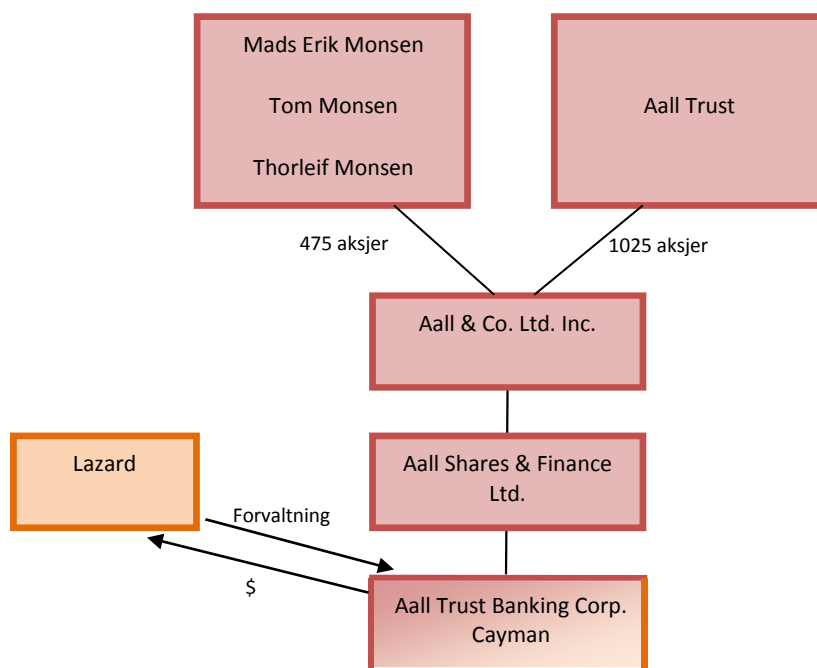 Mads Erik Monsen
Tom Monsen
Thorleif Monsen
Aall Trust
475 aksjer
1025 aksjer
Aall & Co. Ltd. Inc.
Lazard
Aall Shares & Finance
Ltd.
Forvaltning
$
Aall Trust Banking Corp.
Cayman